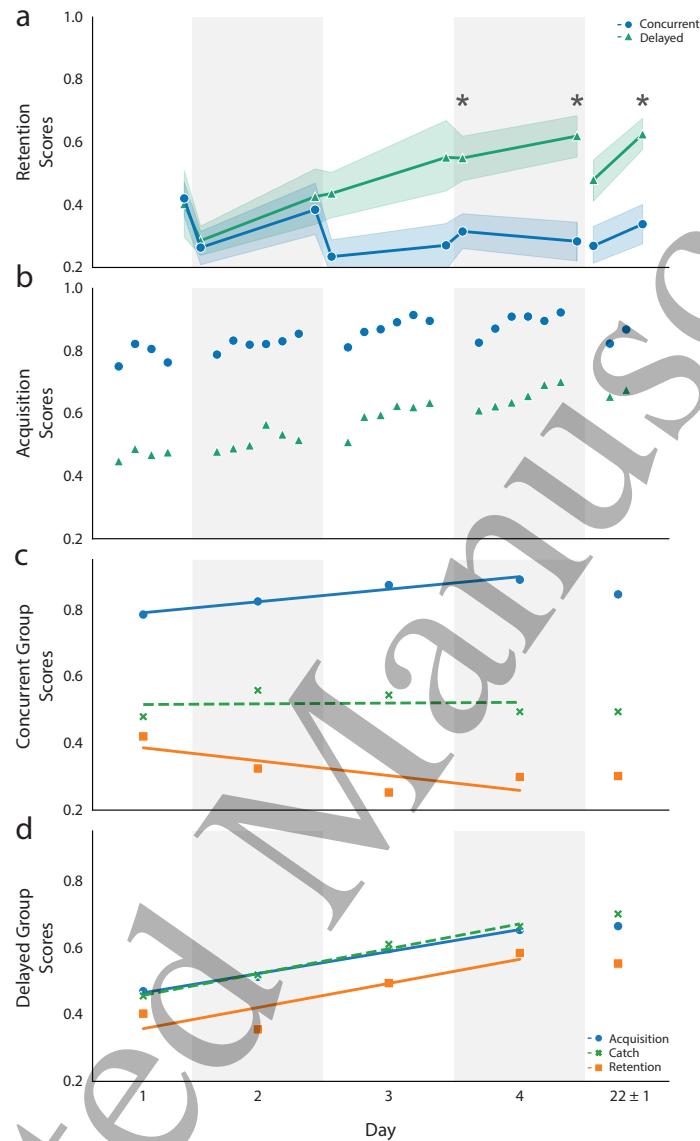 a
1.0
Concurrent
Delayed
0.8
*
*
*
Retention
Scores
0.6
0.4
0.2
b
1.0
0.8
Acquisition
Scores
0.6
0.4
0.2
c
0.8
Concurrent Group
Scores
0.6
0.4
0.2
d
0.8
Delayed Group
Scores
0.6
0.4
Acquisition
Catch
Retention
0.2
1
2
3
4
22 ± 1
Day
ted Manusc